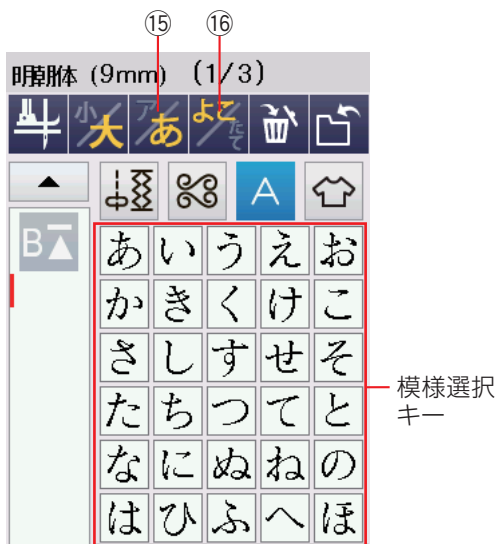 ⑮ ⑯
明朝体 (9mm) (1/3)
小/大 ア/あ よこ/たて
A
B
あ い う え お
か き く け こ
さ し す せ そ
た ち つ て と
な に ぬ ね の
は ひ ふ へ ほ
模様選択
キー